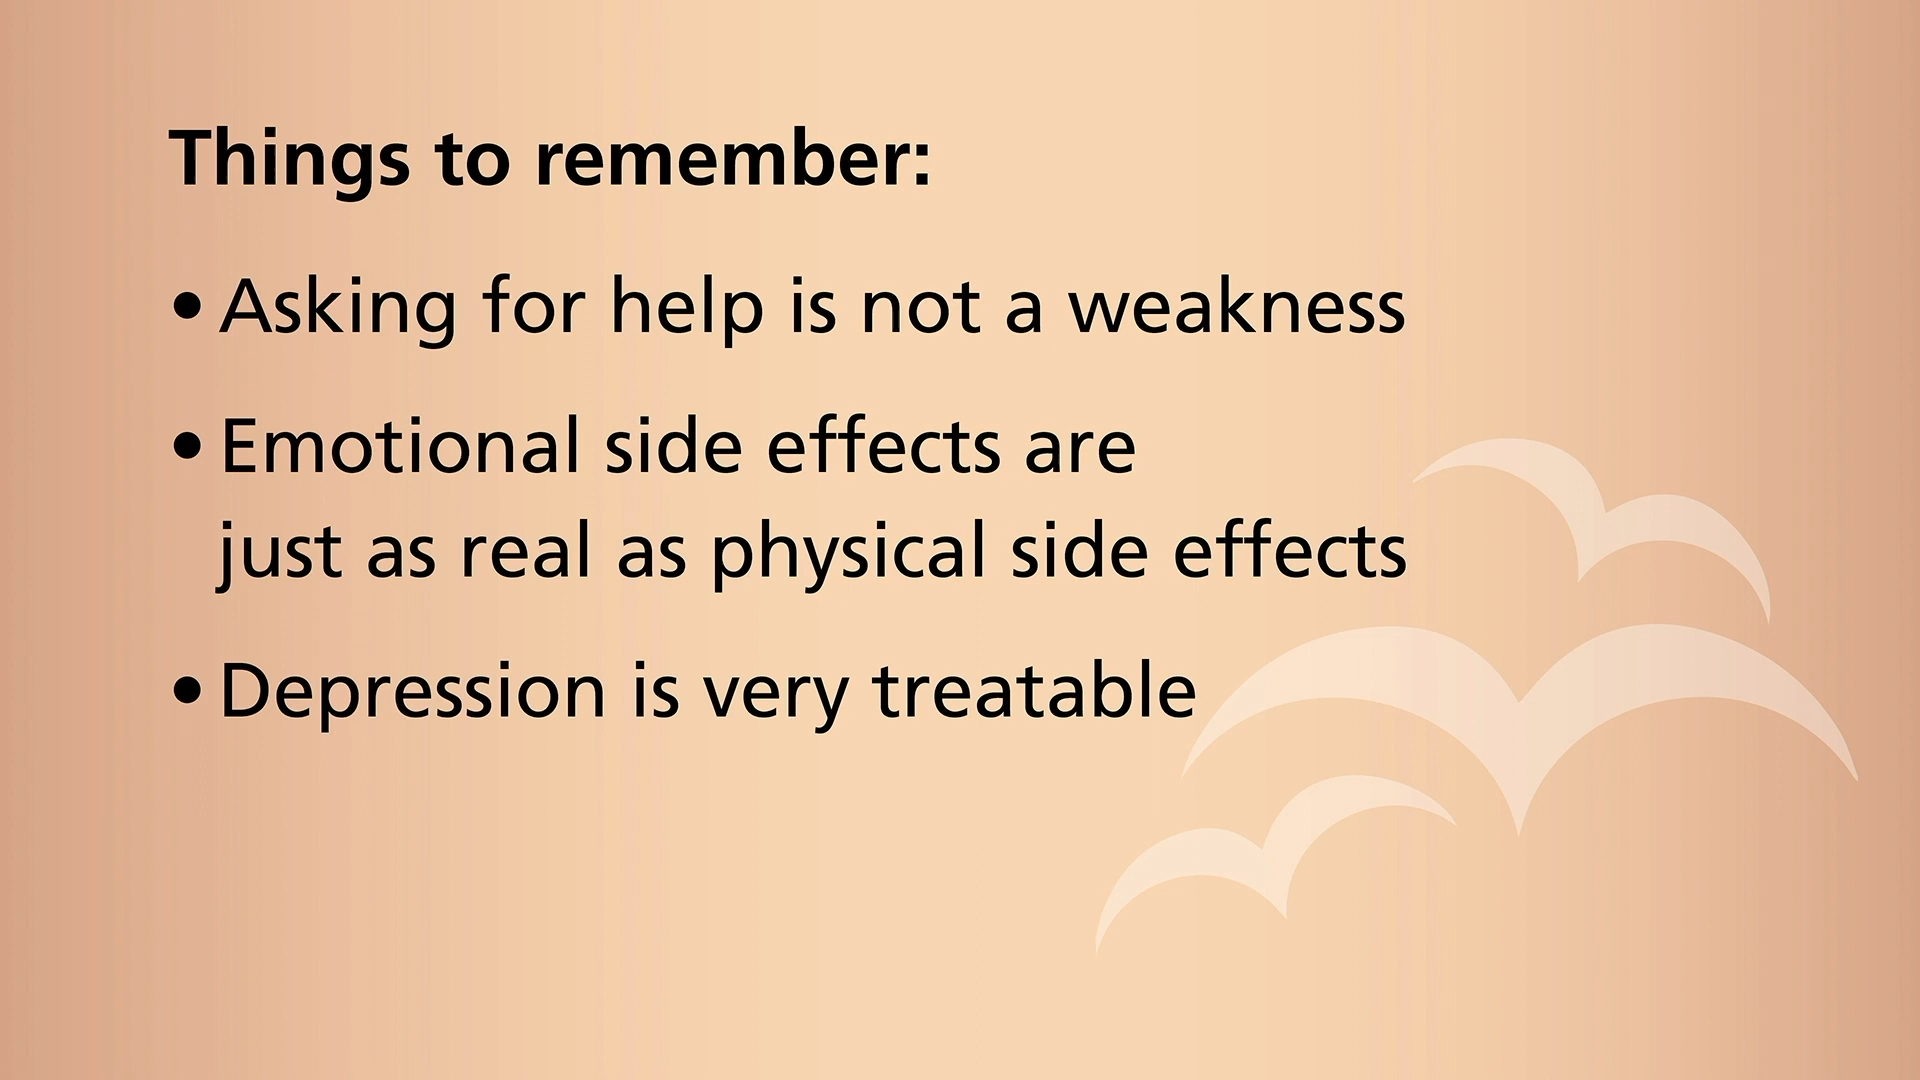 Things to remember:
• Asking for help is not a weakness
• Emotional side effects are
just as real as physical side effects
• Depression is very treatable